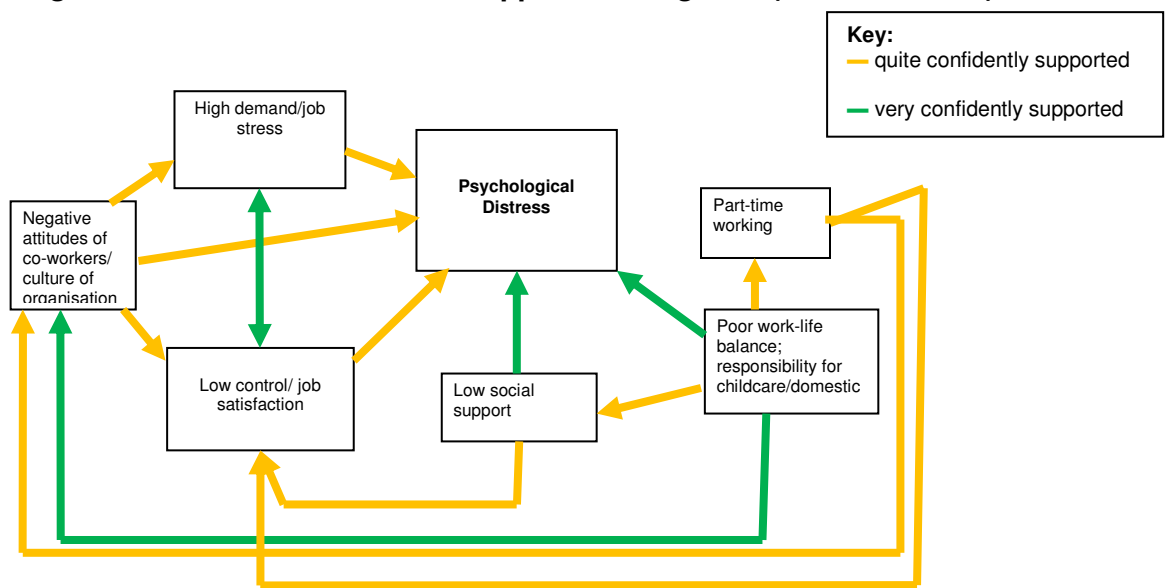 Key:
quite confidently supported
very confidently supported
High demand/job
stress
Psychological
Distress
Negative
attitudes of
co-workers/
culture of
organisation
Part-time
working
Low control/ job
satisfaction
Low social
support
Poor work-life
balance;
responsibility for
childcare/domestic